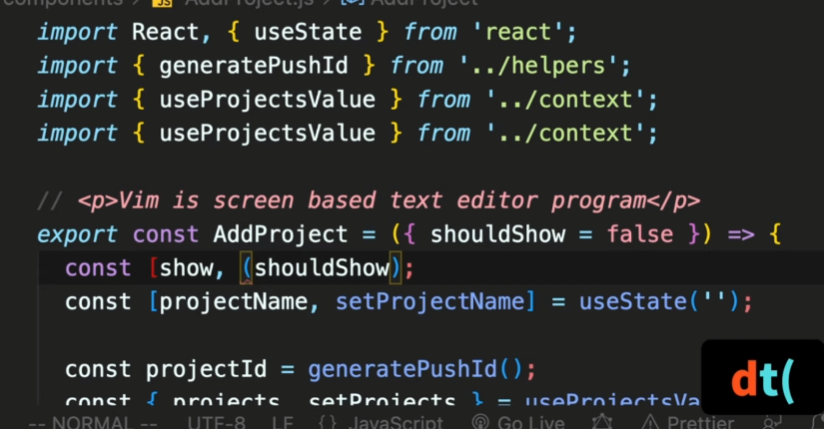 components > JS AddProject.js > AddProject
import React, { useState } from 'react';
import { generatePushId } from '../helpers';
import { useProjectsValue } from '../context';
import { useProjectsValue } from '../context';
// <p>Vim is screen based text editor program</p>
export const AddProject = ({ shouldShow = false }) => {
const [show, (shouldShow);
const [projectName, setProjectName] = useState('');
const projectId = generatePushId();
const { projects, setProjects } = useProjectsVa
dt(
-- NORMAL -- UTF-8 LF {} JavaScript Go Live Prettier